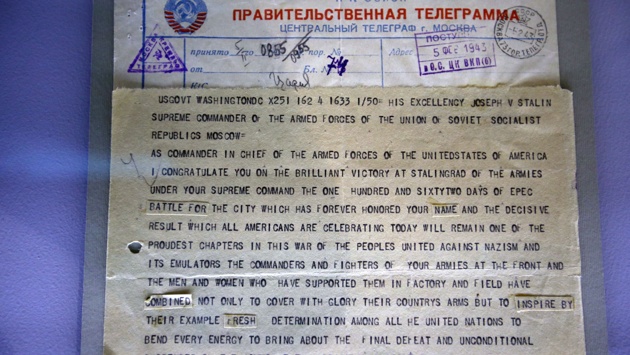 ПРАВИТЕЛЬСТВЕННАЯ ТЕЛЕГРАММА
ЦЕНТРАЛЬНЫЙ ТЕЛЕГРАФ г. МОСКВА
принято
0855
пор. №
Адрес
от
5 ФЕВ 1943
USGOVT WASHINGTONDC X251 162 4 1633 1/50= HIS EXCELLENCY JOSEPH V STALIN
SUPREME COMMANDER OF THE ARMED FORCES OF THE UNION OF SOVIET SOCIALIST
REPUBLICS MOSCOW=
AS COMMANDER IN CHIEF OF THE ARMED FORCES OF THE UNITEDSTATES OF AMERICA
I CONGRATULATE YOU ON THE BRILLIANT VICTORY AT STALINGRAD OF THE ARMIES
UNDER YOUR SUPREME COMMAND THE ONE HUNDRED AND SIXTYTWO DAYS OF EPEC
BATTLE FOR THE CITY WHICH HAS FOREVER HONORED YOUR NAME AND THE DECISIVE
RESULT WHICH ALL AMERICANS ARE CELEBRATING TODAY WILL REMAIN ONE OF THE
PROUDEST CHAPTERS IN THIS WAR OF THE PEOPLES UNITED AGAINST NAZISM AND
ITS EMULATORS THE COMMANDERS AND FIGHTERS OF YOUR ARMIES AT THE FRONT AND
THE MEN AND WOMEN WHO HAVE SUPPORTED THEM IN FACTORY AND FIELD HAVE
COMBINED NOT ONLY TO COVER WITH GLORY THEIR COUNTRYS ARMS BUT TO INSPIRE BY
THEIR EXAMPLE FRESH DETERMINATION AMONG ALL HE UNITED NATIONS TO
BEND EVERY ENERGY TO BRING ABOUT THE FINAL DEFEAT AND UNCONDITIONAL